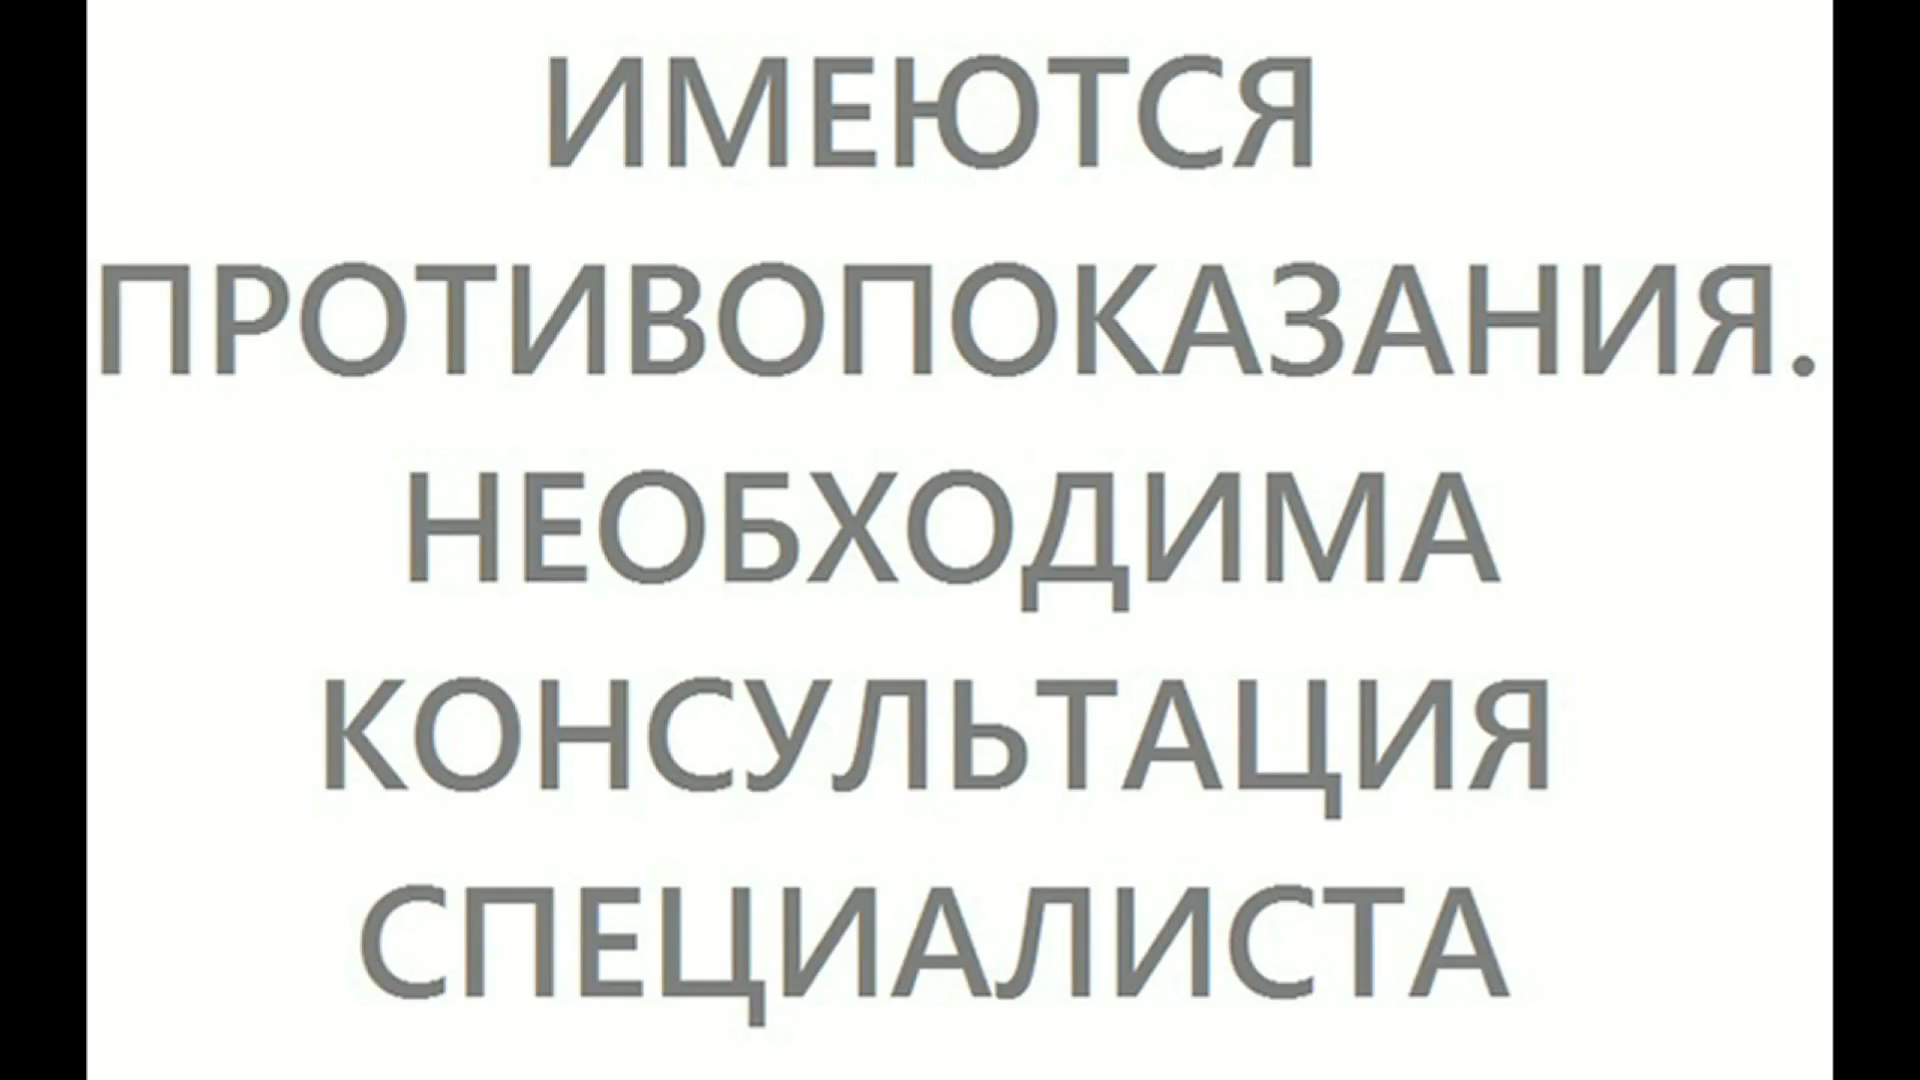 ИМЕЮТСЯ
ПРОТИВОПОКАЗАНИЯ.
НЕОБХОДИМА
КОНСУЛЬТАЦИЯ
СПЕЦИАЛИСТА